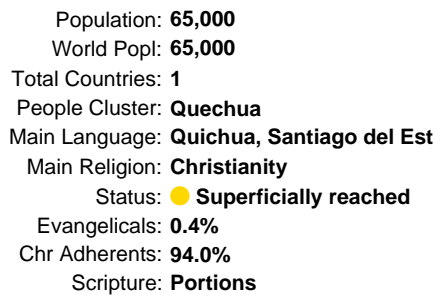 Population: 65,000
World Popl: 65,000
Total Countries: 1
People Cluster: Quechua
Main Language: Quichua, Santiago del Est
Main Religion: Christianity
Status: Superficially reached
Evangelicals: 0.4%
Chr Adherents: 94.0%
Scripture: Portions